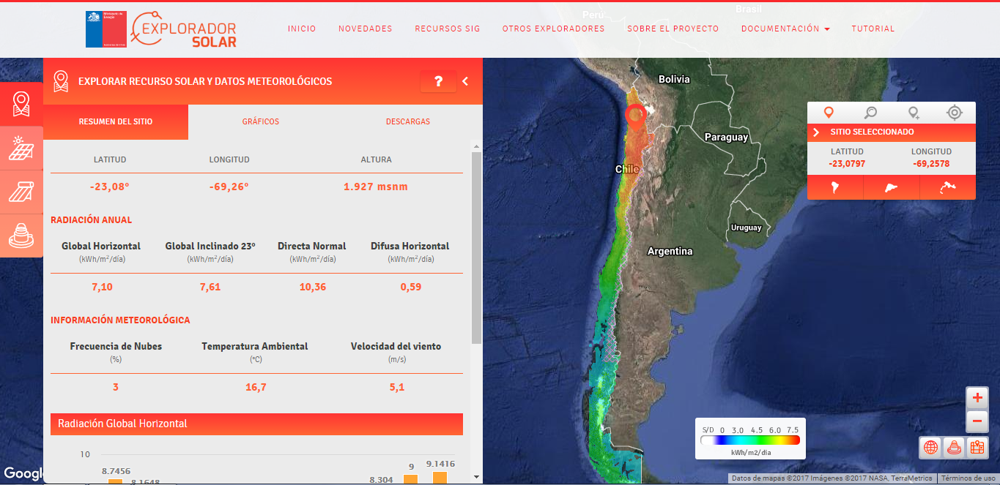 Perú
Brasil
Ministerio de
Energía
EXPLORADOR
SOLAR
INICIO
NOVEDADES
RECURSOS SIG
OTROS EXPLORADORES
SOBRE EL PROYECTO
DOCUMENTACIÓN
TUTORIAL
EXPLORAR RECURSO SOLAR Y DATOS METEOROLÓGICOS
?
RESUMEN DEL SITIO
GRÁFICOS
DESCARGAS
LATITUD LONGITUD ALTURA
-23,08° -69,26° 1.927 msnm
RADIACIÓN ANUAL
Global Horizontal Global Inclinado 23° Directa Normal Difusa Horizontal
(kWh/m²/día) (kWh/m²/día) (kWh/m²/día) (kWh/m²/día)
7,10 7,61 10,36 0,59
INFORMACIÓN METEOROLÓGICA
Frecuencia de Nubes Temperatura Ambiental Velocidad del viento
(%) (°C) (m/s)
3 16,7 5,1
Radiación Global Horizontal
10
8.7456
8.1648
8.304
9
9.1416
Google
Bolivia
Paraguay
Chile
Uruguay
Argentina
SITIO SELECCIONADO
LATITUD LONGITUD
-23,0797 -69,2578
S/D 0 3.0 4.5 6.0 7.5
kWh/m2/dia
+
−
Datos de mapas ©2017 Imágenes ©2017 NASA, TerraMetrics
Términos de uso